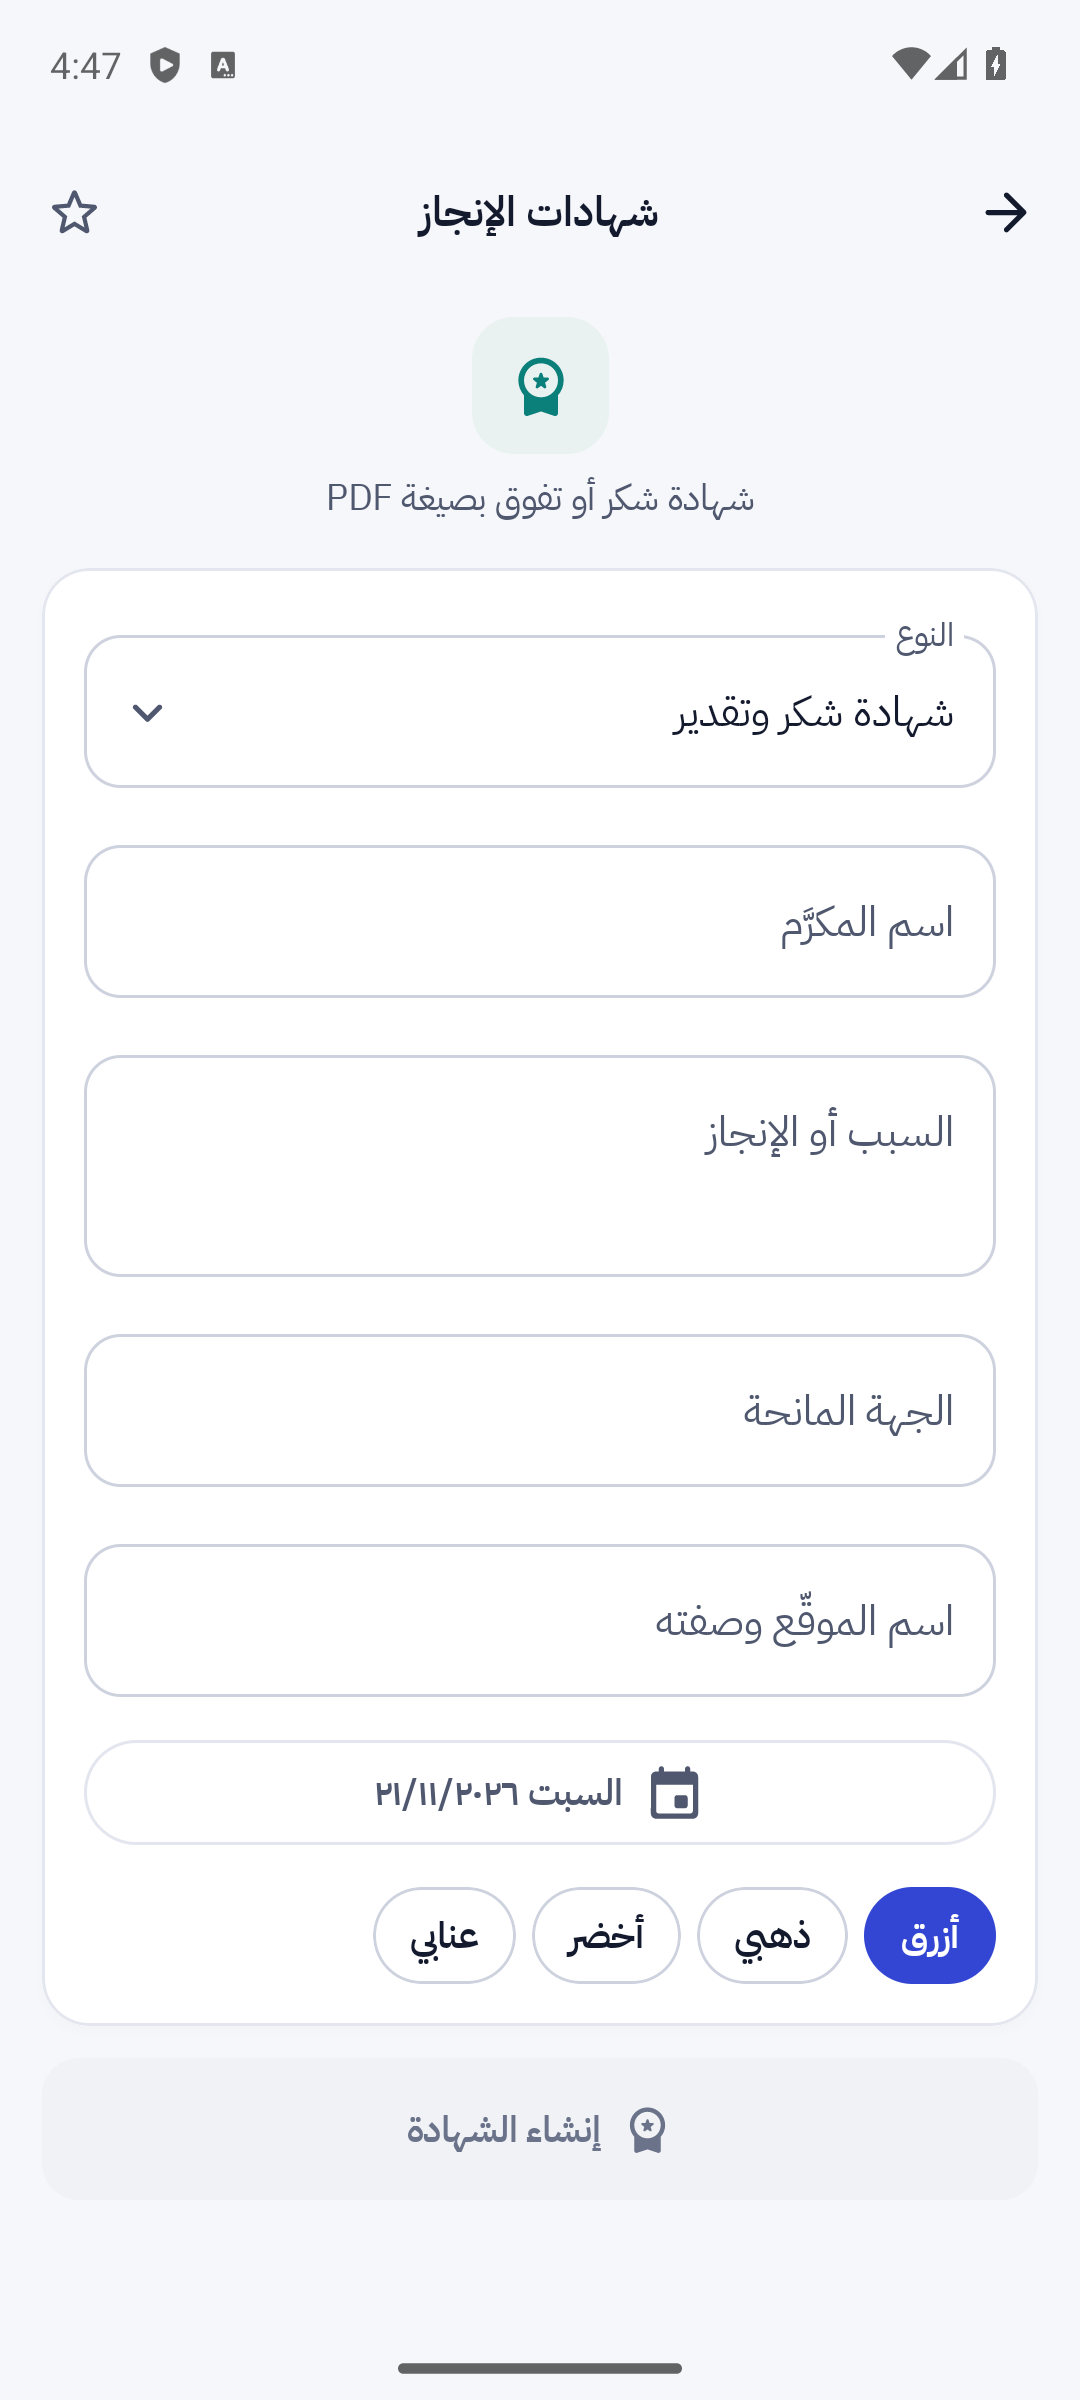 4:47
شهادات الإنجاز
شهادة شكر أو تفوق بصيغة PDF
النوع
شهادة شكر وتقدير
اسم المكرَّم
السبب أو الإنجاز
الجهة المانحة
اسم الموقّع وصفته
السبت ٢١/١١/٢٠٢٦
أزرق ذهبي أخضر عنابي
إنشاء الشهادة